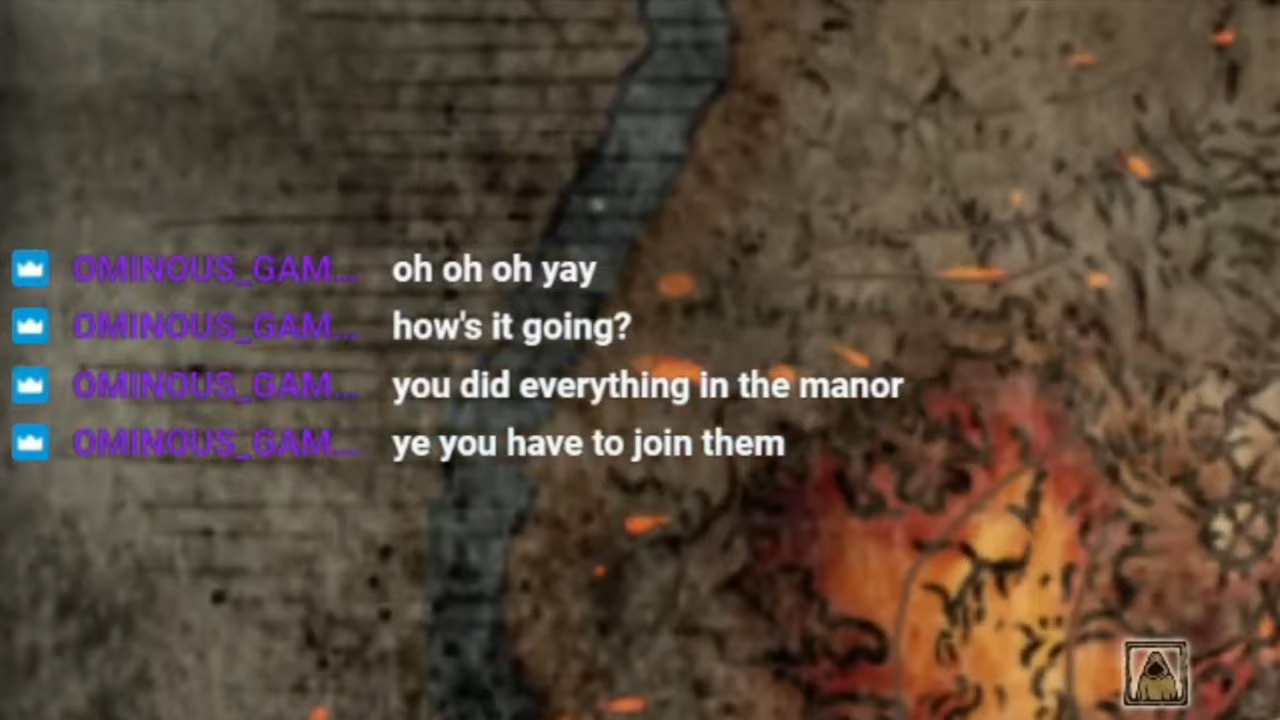 OMINOUS_GAM... oh oh oh yay
OMINOUS_GAM... how's it going?
OMINOUS_GAM... you did everything in the manor
OMINOUS_GAM... ye you have to join them